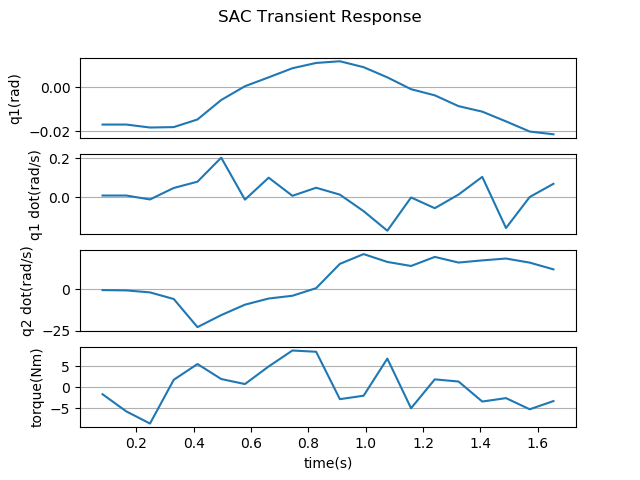 SAC Transient Response
q1(rad)
0.00
−0.02
q1 dot(rad/s)
0.2
0.0
q2 dot(rad/s)
0
−25
torque(Nm)
5
0
−5
0.2 0.4 0.6 0.8 1.0 1.2 1.4 1.6
time(s)